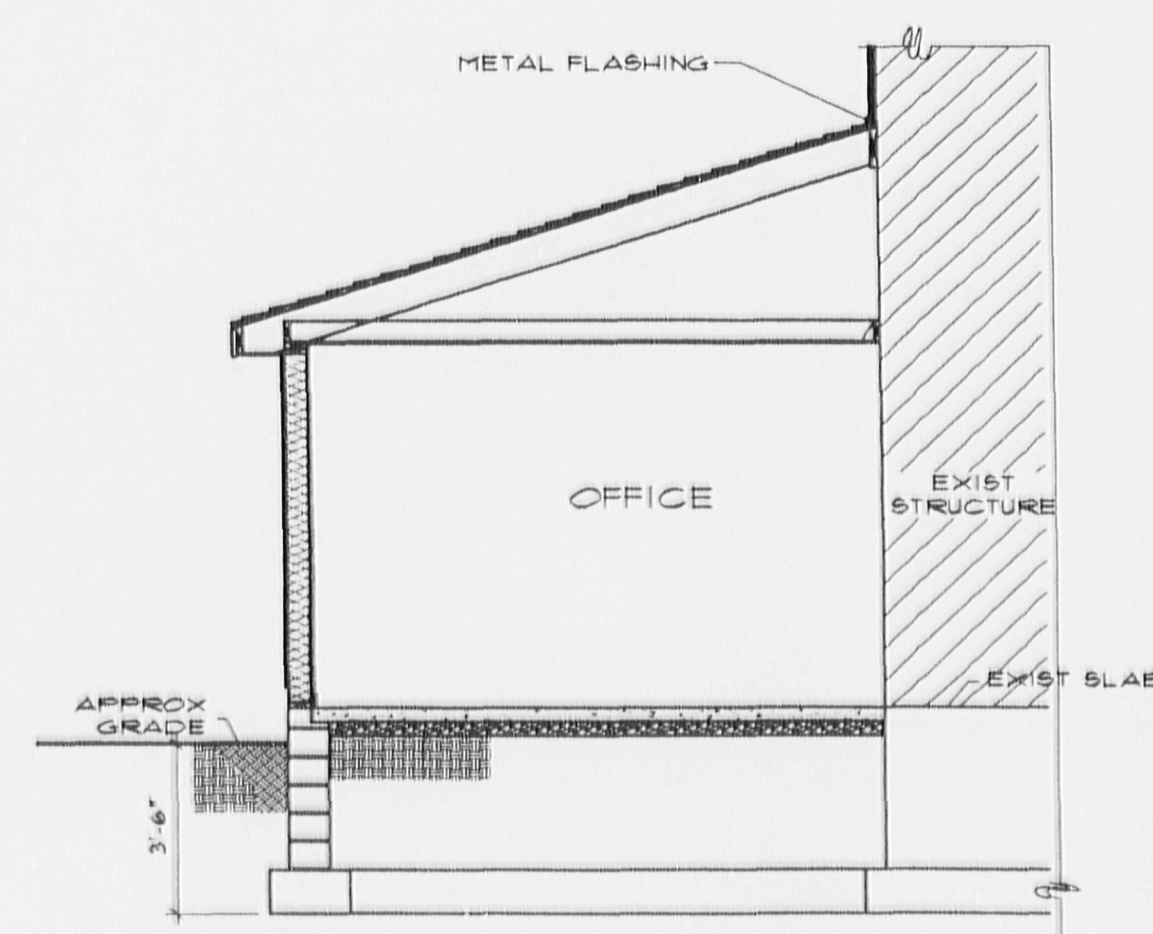 METAL FLASHING
OFFICE
EXIST
STRUCTURE
EXIST SLAB
APPROX
GRADE
3'-6"